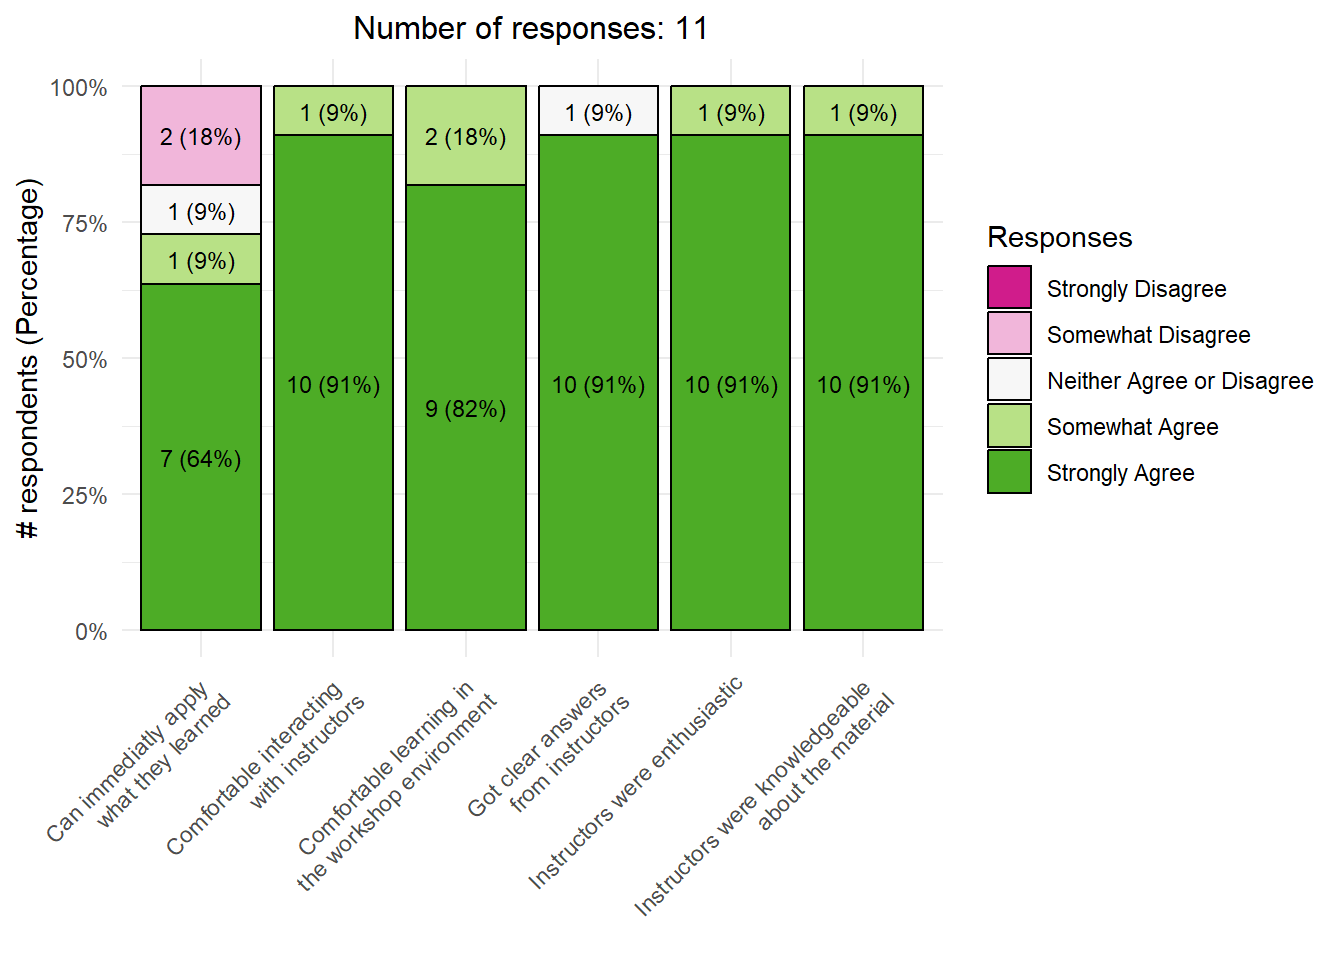 Number of responses: 11
# respondents (Percentage)
100%
75%
50%
25%
0%
2 (18%)
1 (9%)
1 (9%)
7 (64%)
1 (9%)
10 (91%)
2 (18%)
9 (82%)
1 (9%)
10 (91%)
1 (9%)
10 (91%)
1 (9%)
10 (91%)
Can immediatly apply
what they learned
Comfortable interacting
with instructors
Comfortable learning in
the workshop environment
Got clear answers
from instructors
Instructors were enthusiastic
Instructors were knowledgeable
about the material
Responses
Strongly Disagree
Somewhat Disagree
Neither Agree or Disagree
Somewhat Agree
Strongly Agree